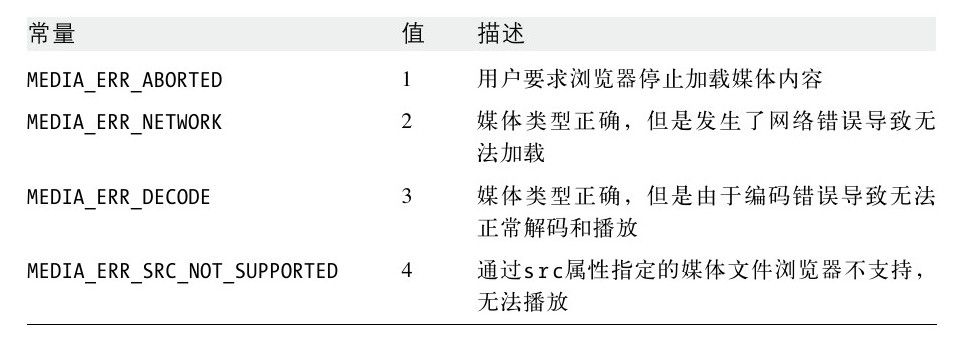 常量 值 描述
MEDIA_ERR_ABORTED 1 用户要求浏览器停止加载媒体内容
MEDIA_ERR_NETWORK 2 媒体类型正确，但是发生了网络错误导致无
法加载
MEDIA_ERR_DECODE 3 媒体类型正确，但是由于编码错误导致无法
正常解码和播放
MEDIA_ERR_SRC_NOT_SUPPORTED 4 通过src属性指定的媒体文件浏览器不支持，
无法播放